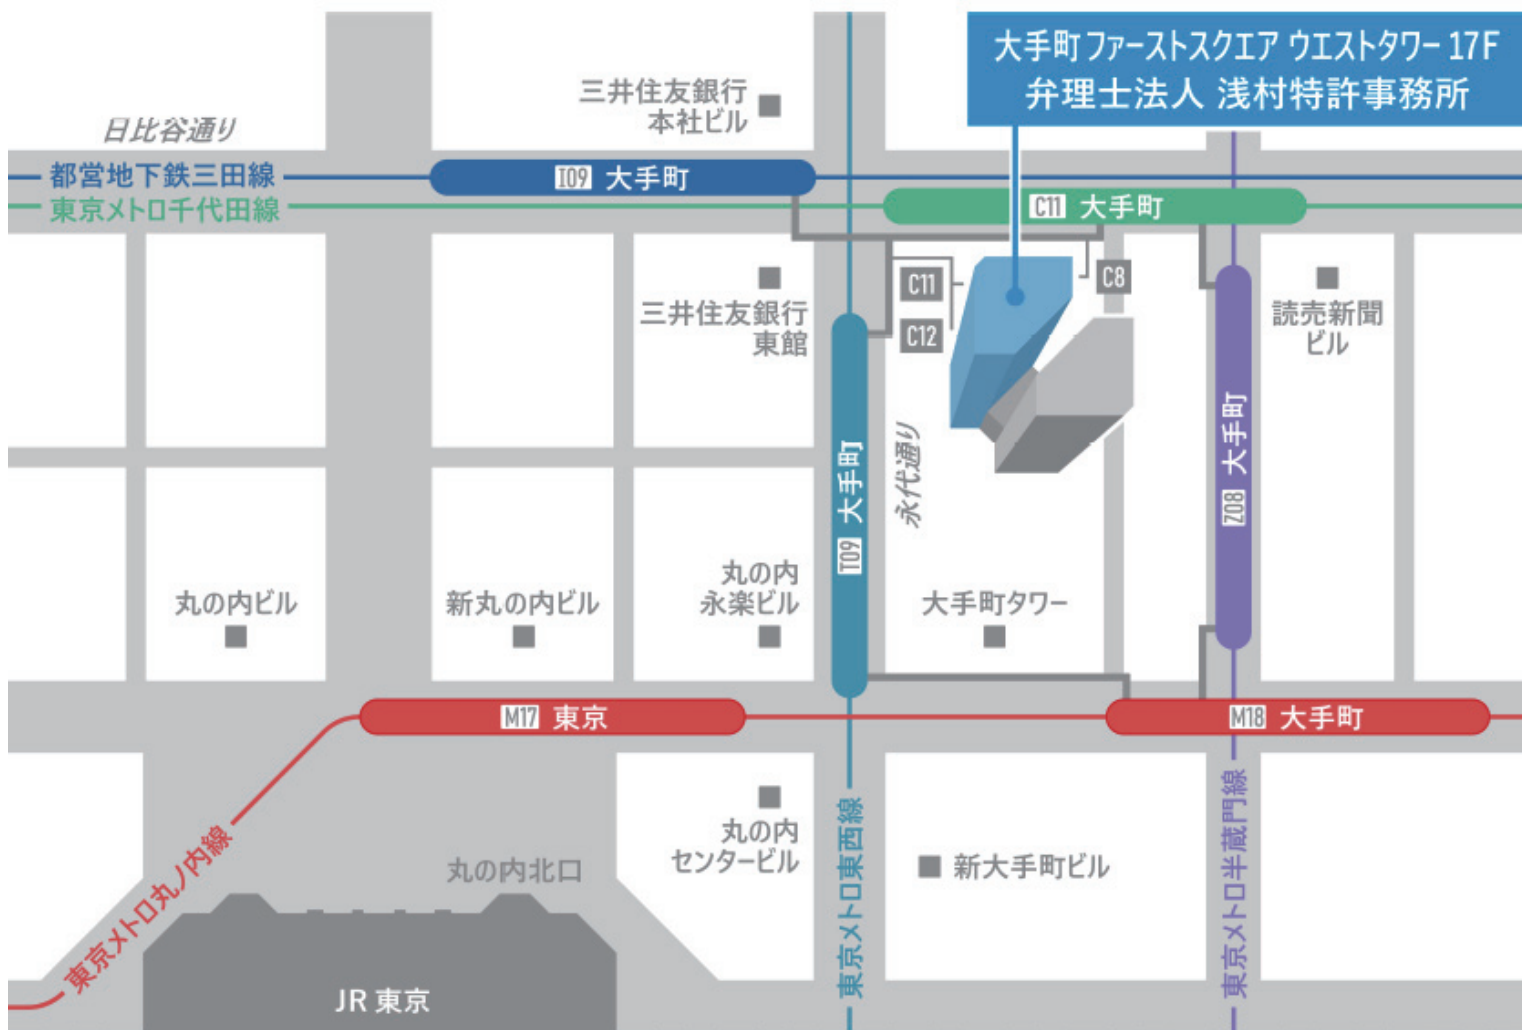 大手町ファーストスクエア ウエストタワー 17F
弁理士法人 浅村特許事務所
三井住友銀行
本社ビル
日比谷通り
都営地下鉄三田線
I09 大手町
東京メトロ千代田線
C11 大手町
C11
C8
C12
三井住友銀行
東館
読売新聞
ビル
T09 大手町
永代通り
Z08 大手町
丸の内ビル
新丸の内ビル
丸の内
永楽ビル
大手町タワー
M17 東京
M18 大手町
丸の内
センタービル
新大手町ビル
丸の内北口
東京メトロ丸ノ内線
東京メトロ東西線
東京メトロ半蔵門線
JR 東京